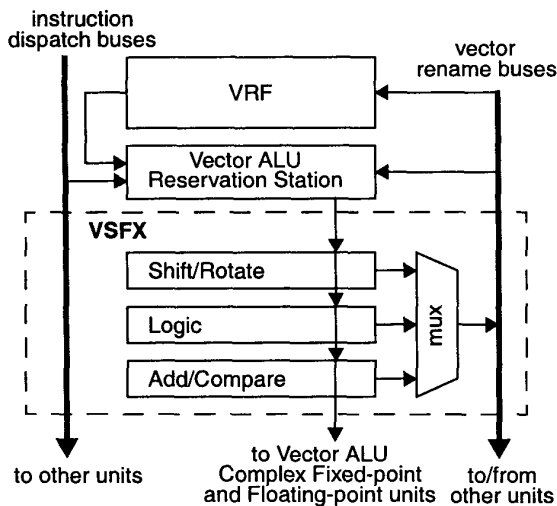 instruction
dispatch buses
vector
rename buses
VRF
Vector ALU
Reservation Station
VSFX
Shift/Rotate
Logic
Add/Compare
mux
to other units
to Vector ALU
Complex Fixed-point
and Floating-point units
to/from
other units